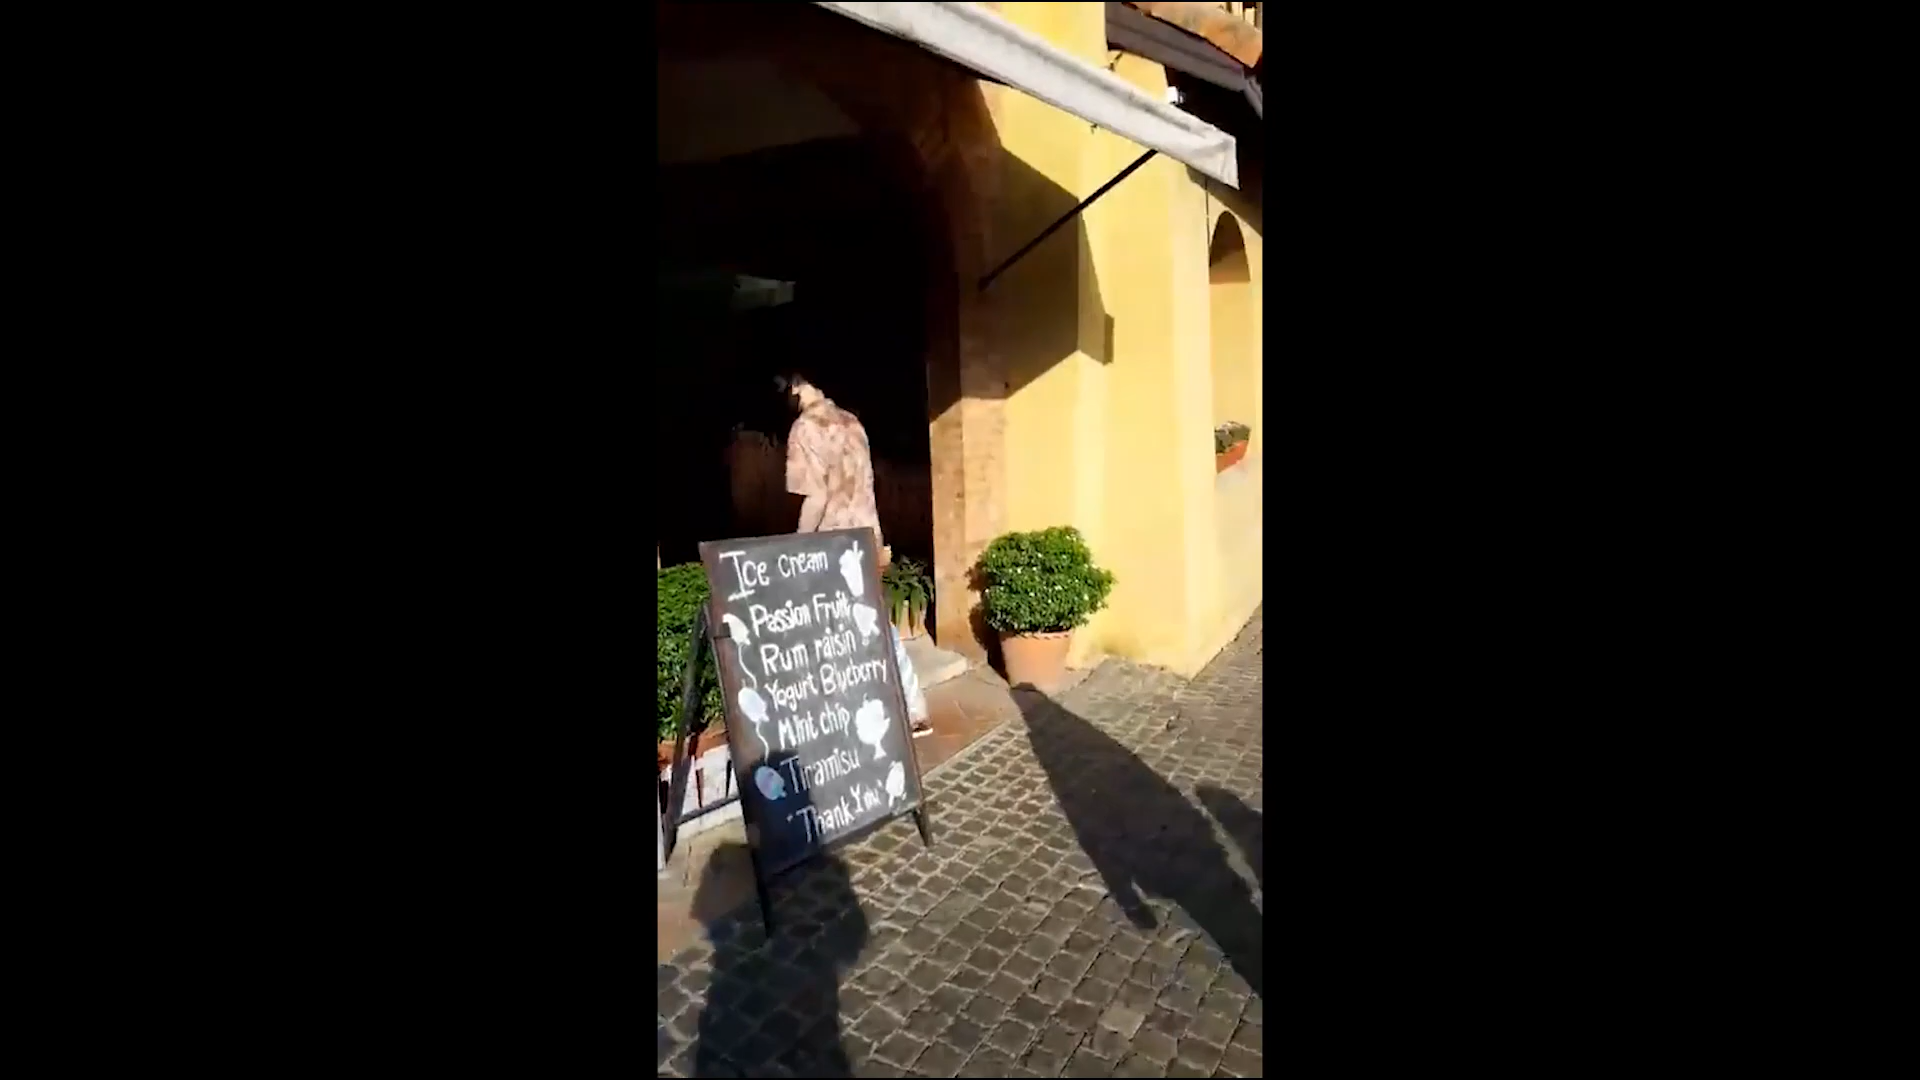 Ice cream
Passion Fruit
Rum raisin
Yogurt Blueberry
Mint chip
Tiramisu
"Thank You"